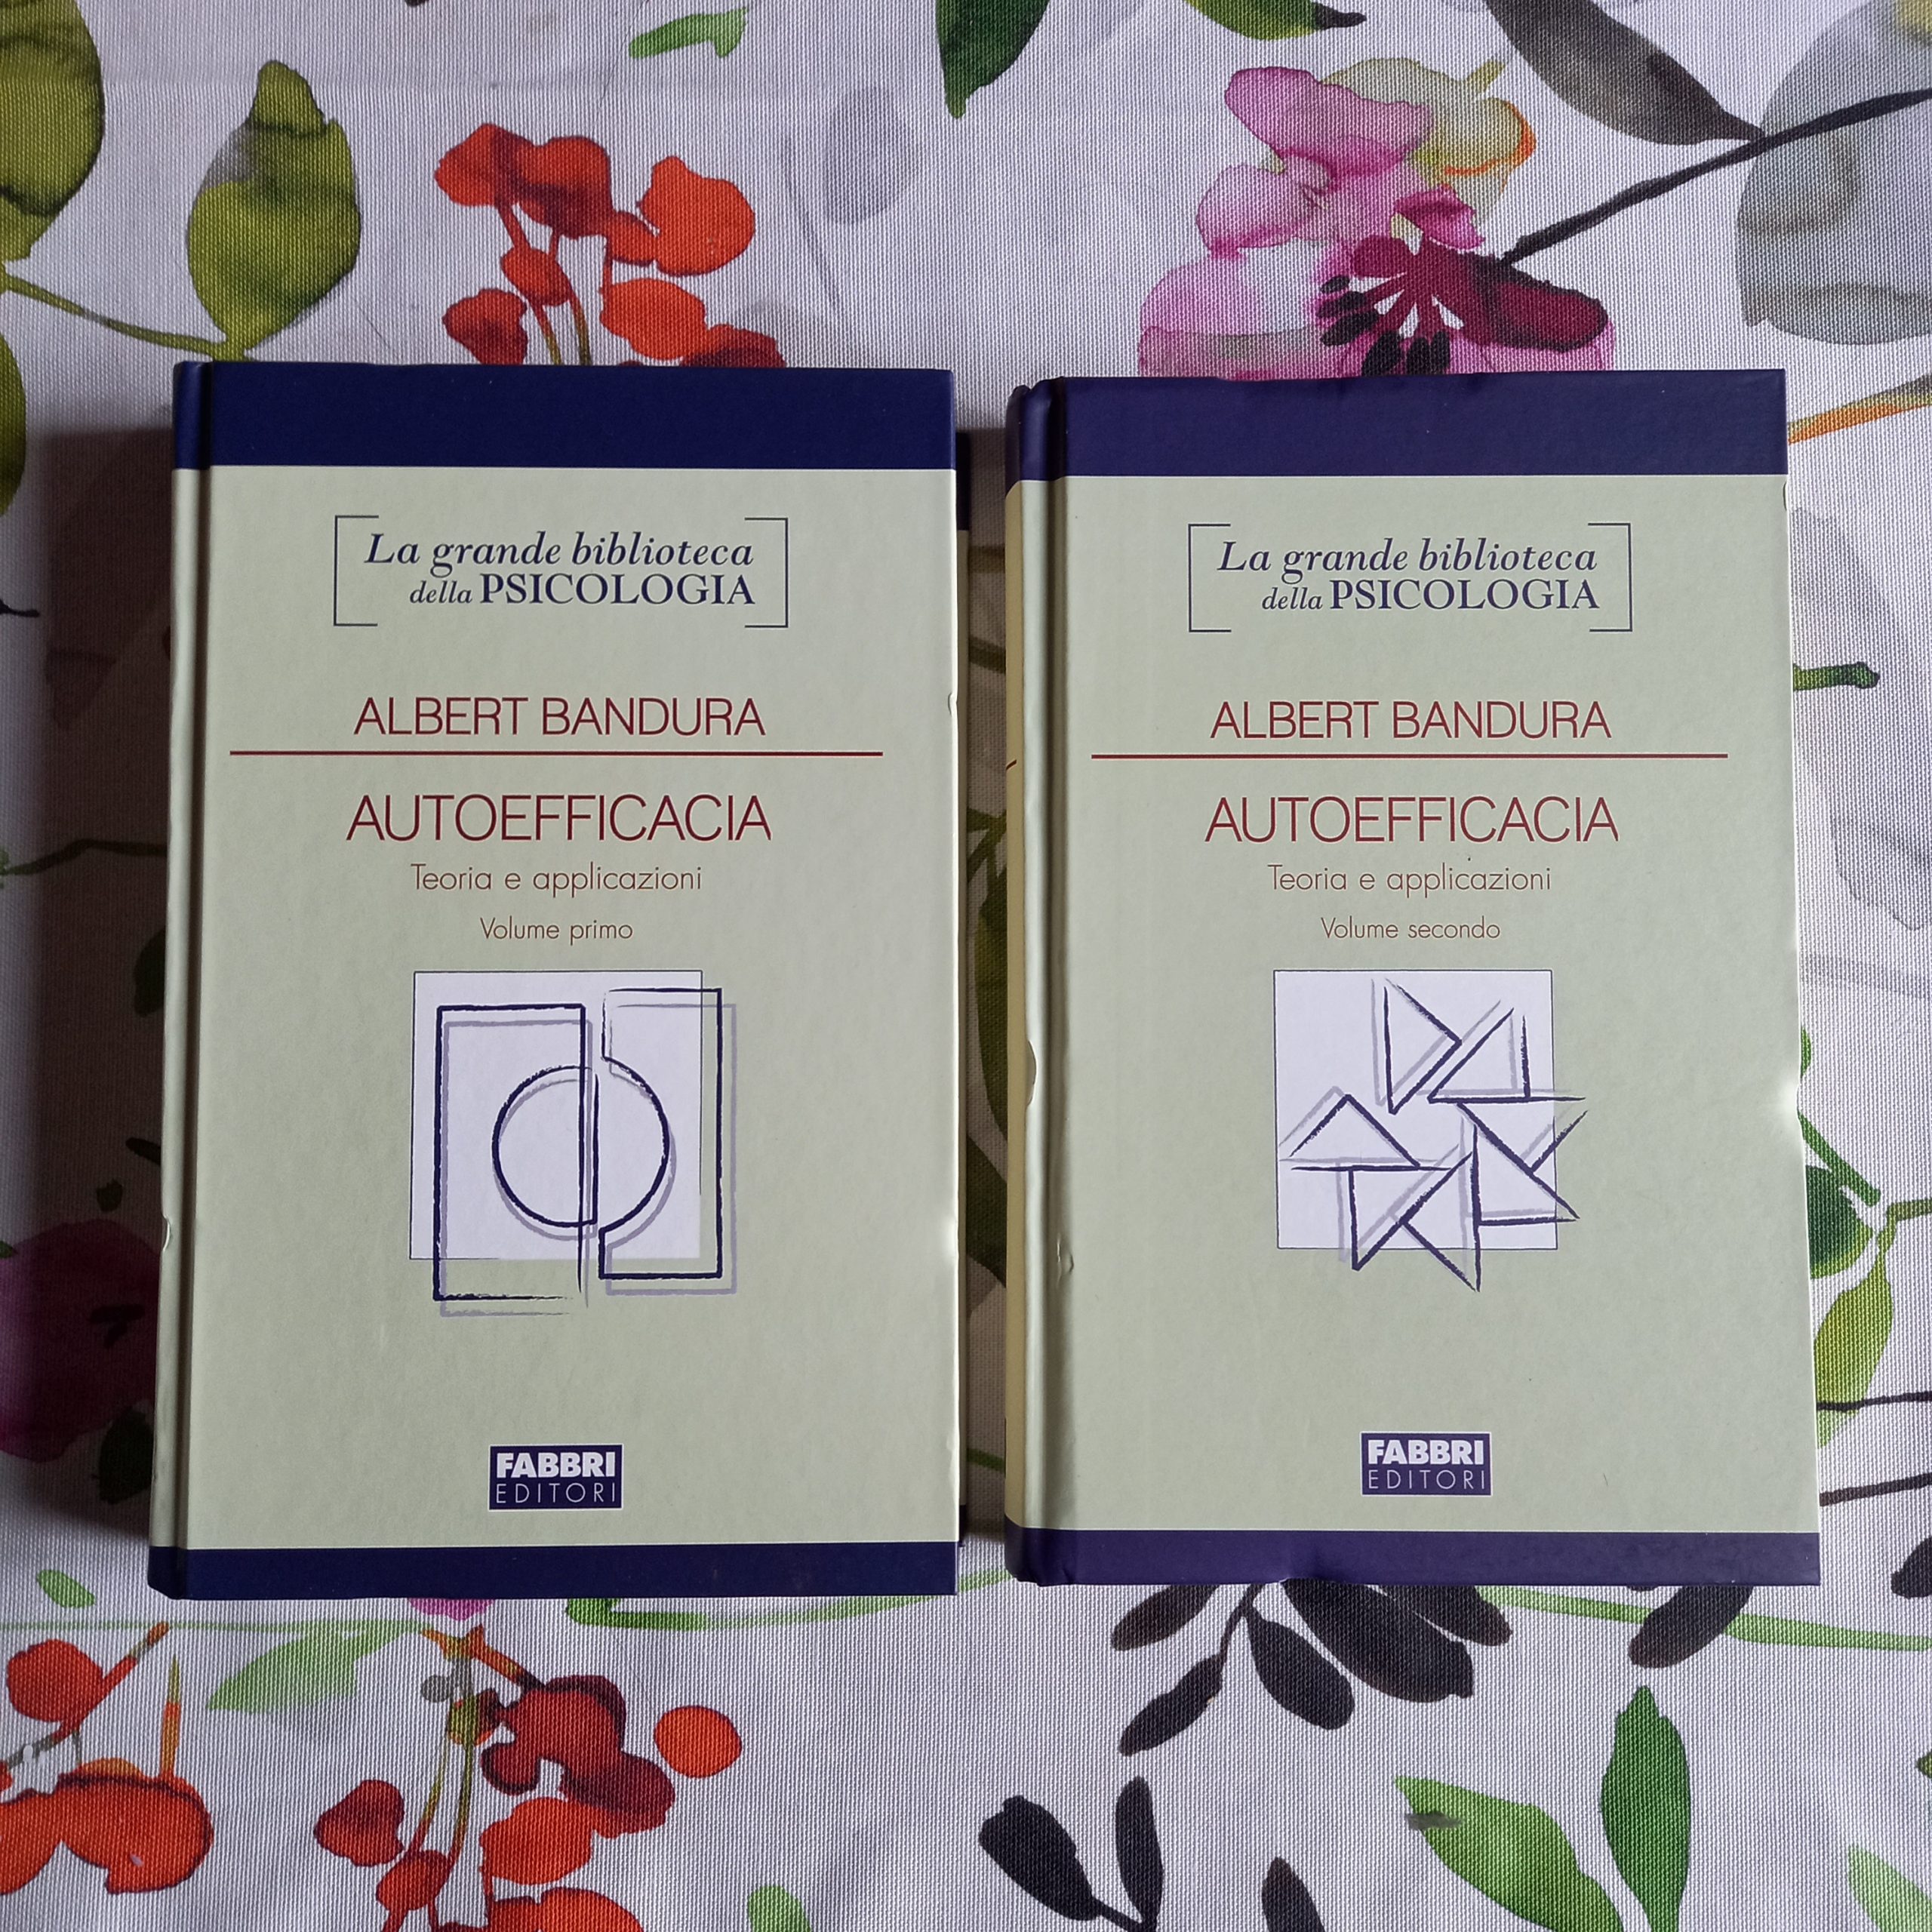 La grande biblioteca
della PSICOLOGIA
ALBERT BANDURA
AUTOEFFICACIA
Teoria e applicazioni
Volume primo
FABBRI
EDITORI
La grande biblioteca
della PSICOLOGIA
ALBERT BANDURA
AUTOEFFICACIA
Teoria e applicazioni
Volume secondo
FABBRI
EDITORI